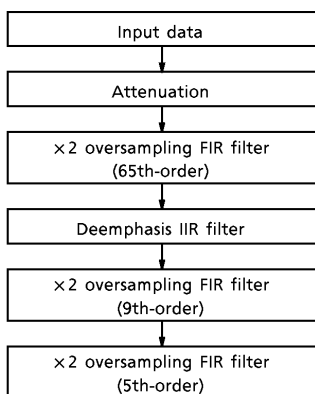 Input data
Attenuation
×2 oversampling FIR filter
(65th-order)
Deemphasis IIR filter
×2 oversampling FIR filter
(9th-order)
×2 oversampling FIR filter
(5th-order)